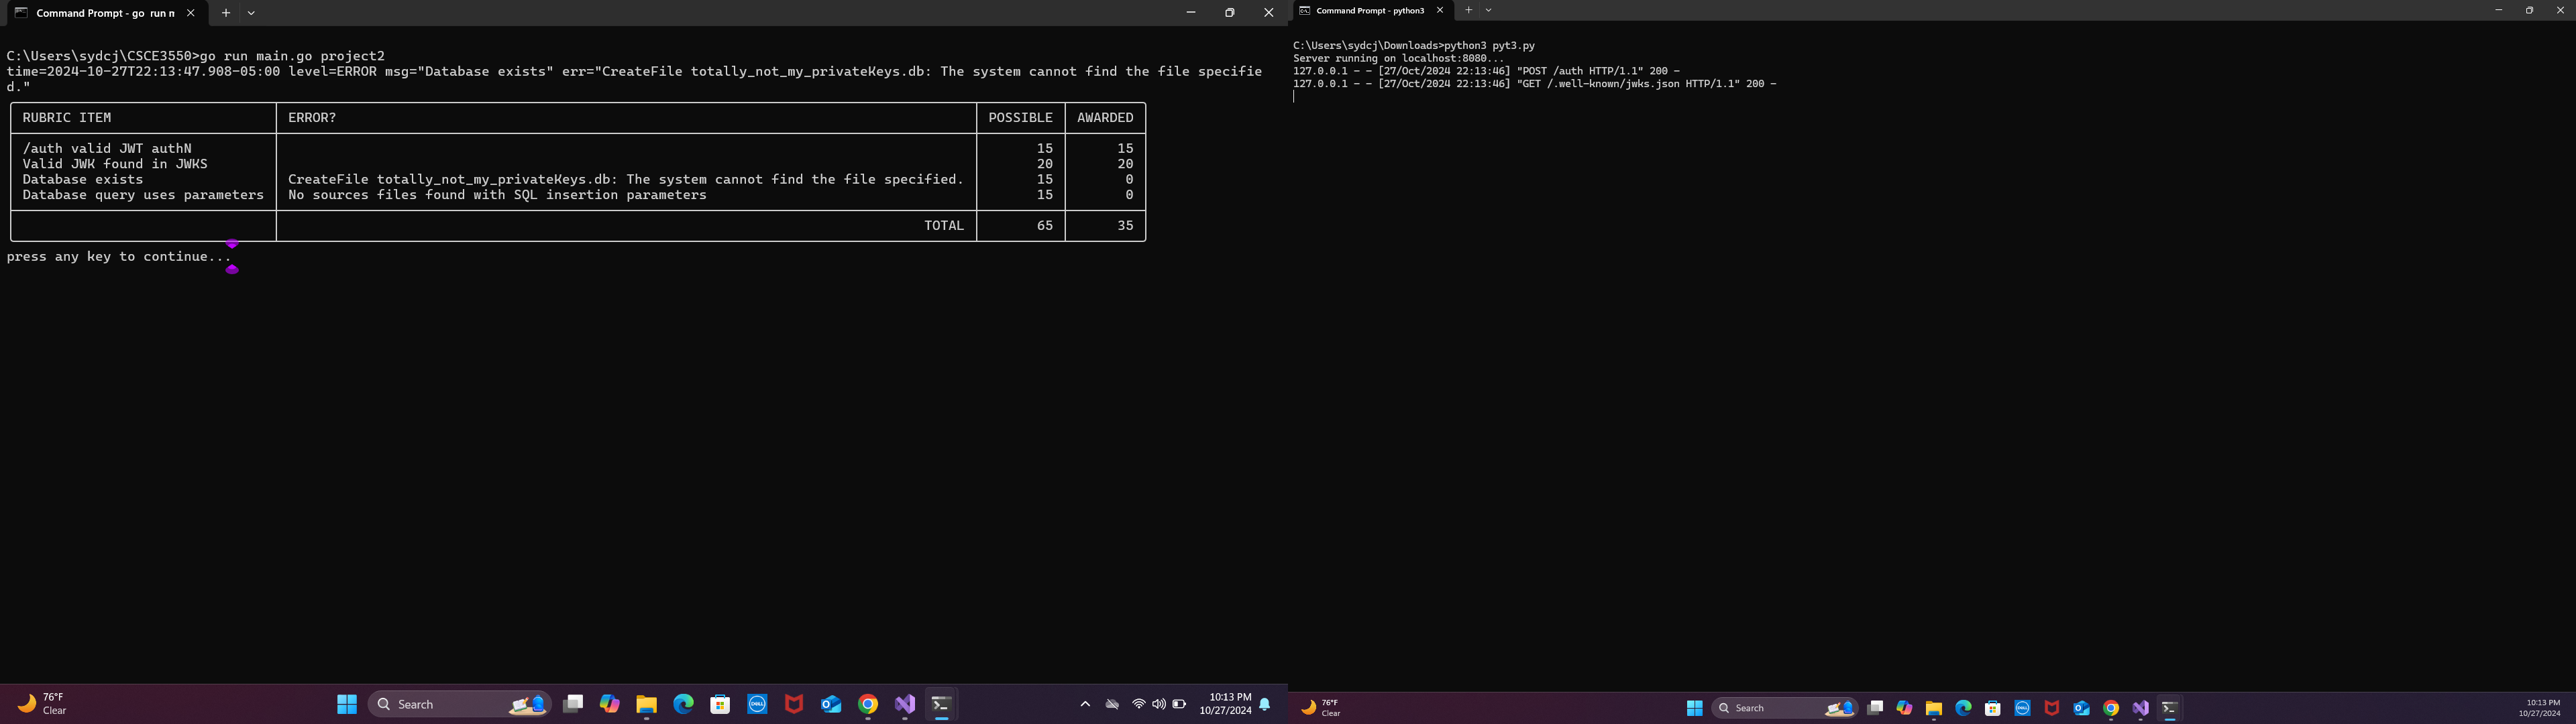 Command Prompt - go run n
C:\Users\sydcj\CSCE3550>go run main.go project2
time=2024-10-27T22:13:47.908-05:00 level=ERROR msg="Database exists" err="CreateFile totally_not_my_privateKeys.db: The system cannot find the file specifie
d."
RUBRIC ITEM ERROR? POSSIBLE AWARDED
/auth valid JWT authN 15 15
Valid JWK found in JWKS 20 20
Database exists CreateFile totally_not_my_privateKeys.db: The system cannot find the file specified. 15 0
Database query uses parameters No sources files found with SQL insertion parameters 15 0
TOTAL 65 35
press any key to continue...
76°F
Clear
Search
DELL
10:13 PM
10/27/2024
Command Prompt - python3
C:\Users\sydcj\Downloads>python3 pyt3.py
Server running on localhost:8080...
127.0.0.1 - - [27/Oct/2024 22:13:46] "POST /auth HTTP/1.1" 200 -
127.0.0.1 - - [27/Oct/2024 22:13:46] "GET /.well-known/jwks.json HTTP/1.1" 200 -
76°F
Clear
Search
DELL
10:13 PM
10/27/2024